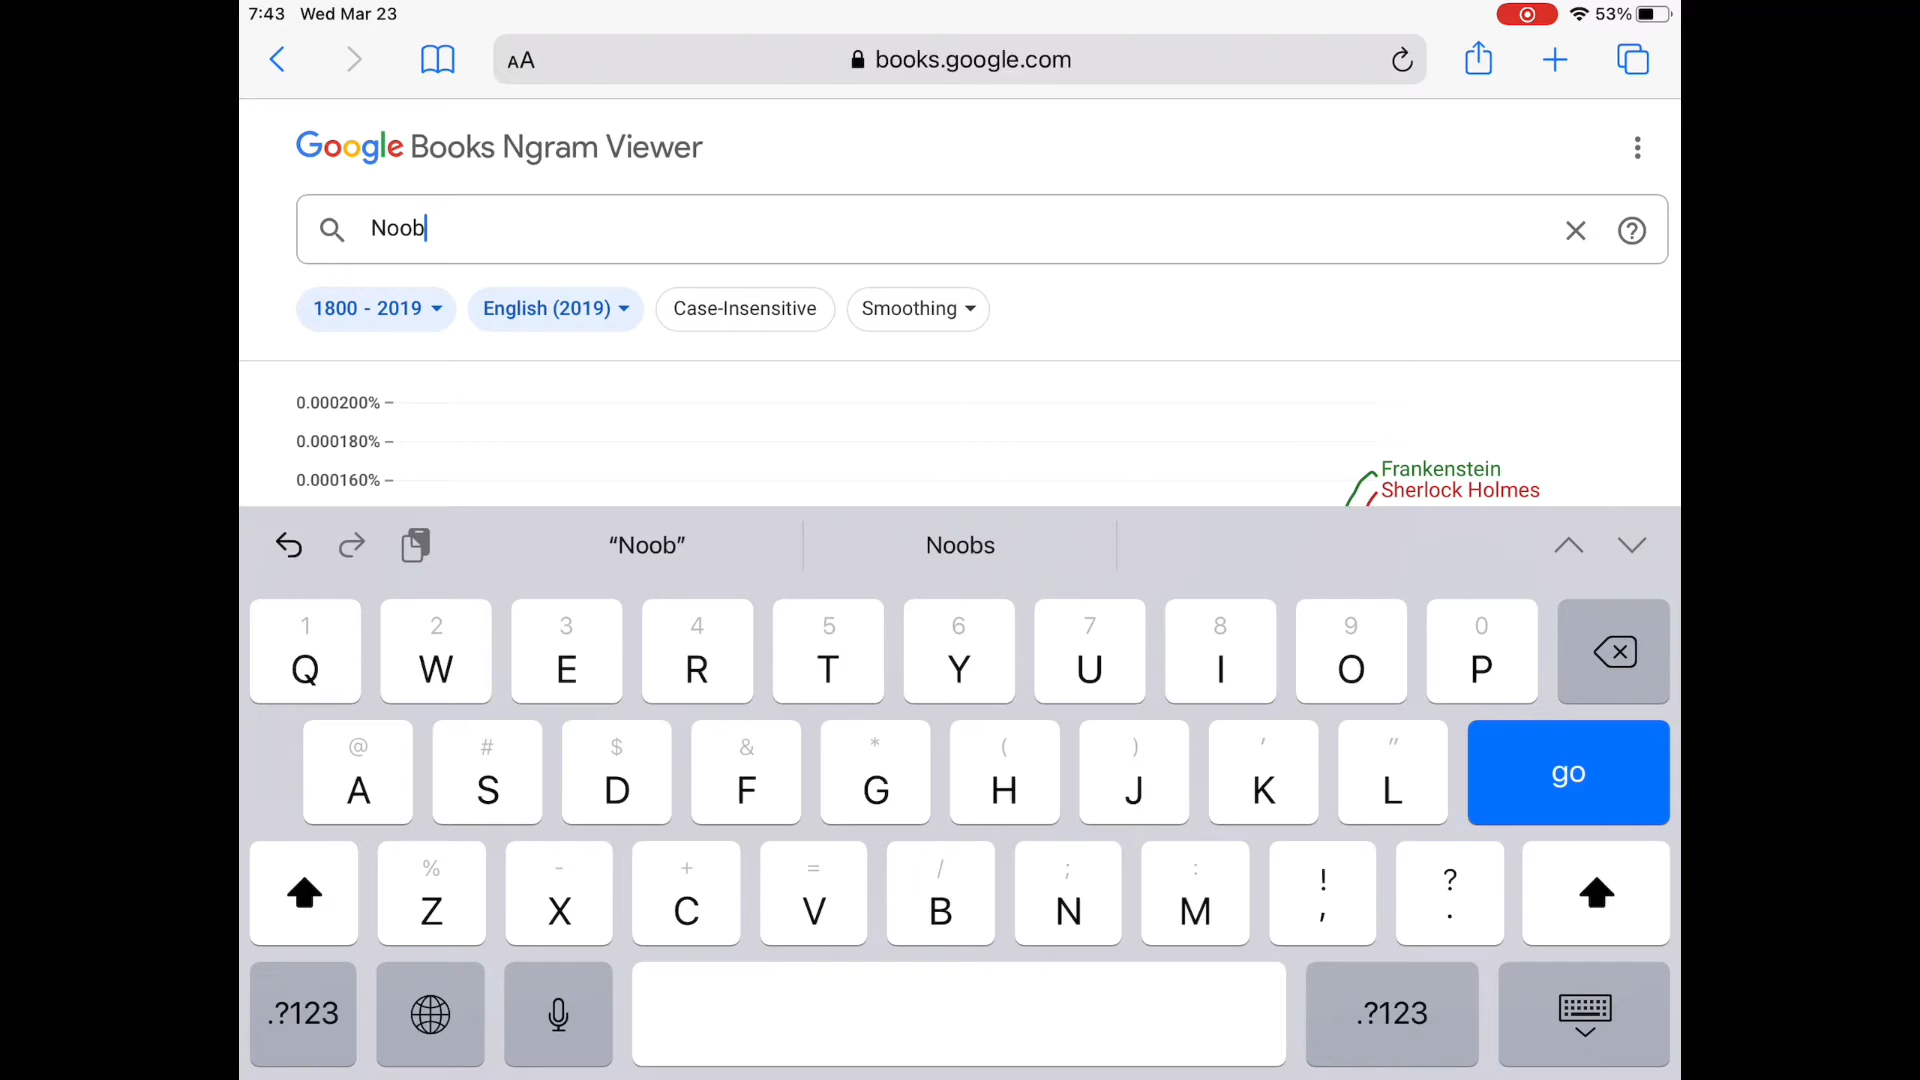 7:43 Wed Mar 23 53%
AA books.google.com
Google Books Ngram Viewer
Noob
1800 - 2019 English (2019) Case-Insensitive Smoothing
0.000200%
0.000180%
0.000160%
Frankenstein
Sherlock Holmes
“Noob” Noobs
1 2 3 4 5 6 7 8 9 0
Q W E R T Y U I O P
@ # $ & * ( ) ' "
A S D F G H J K L go
% - + = / ; : ! ?
Z X C V B N M , .
.?123 .?123